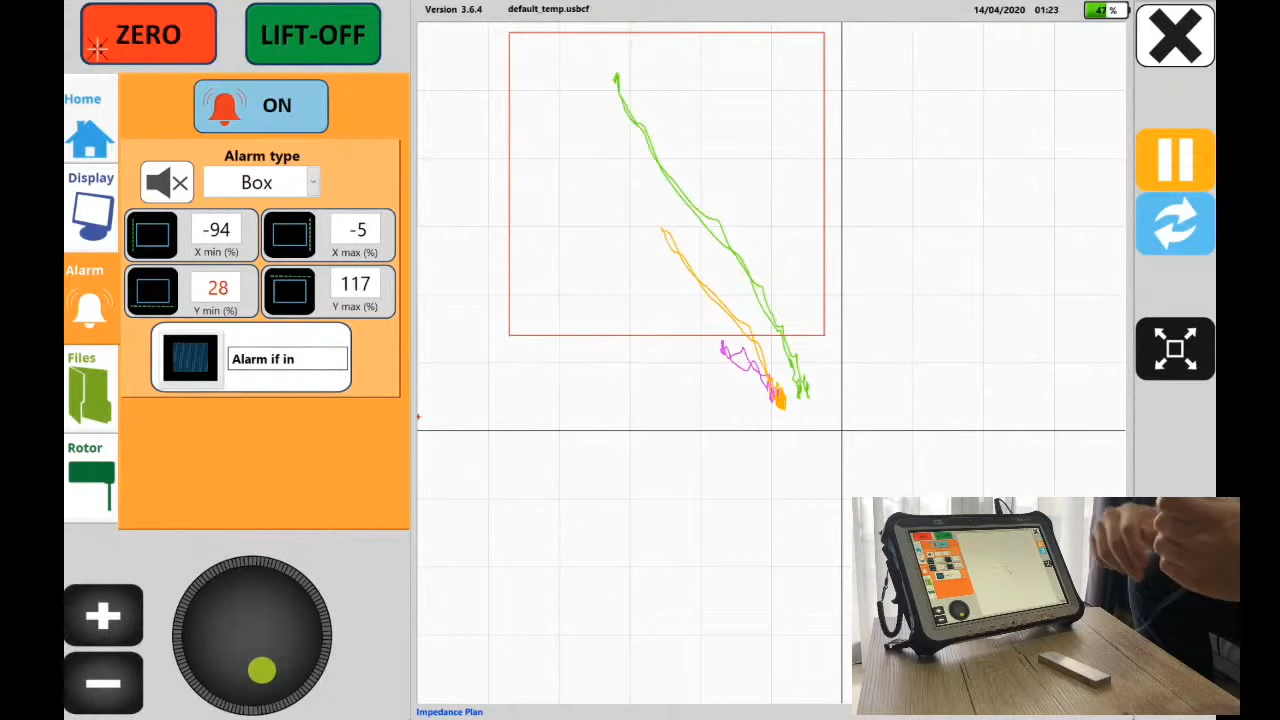 ZERO
LIFT-OFF
Version 3.6.4
default_temp.usbcf
14/04/2020 01:23
47 %
Home
ON
Alarm type
Box
Display
-94
X min (%)
-5
X max (%)
Alarm
28
Y min (%)
117
Y max (%)
Files
Alarm if in
Rotor
Impedance Plan